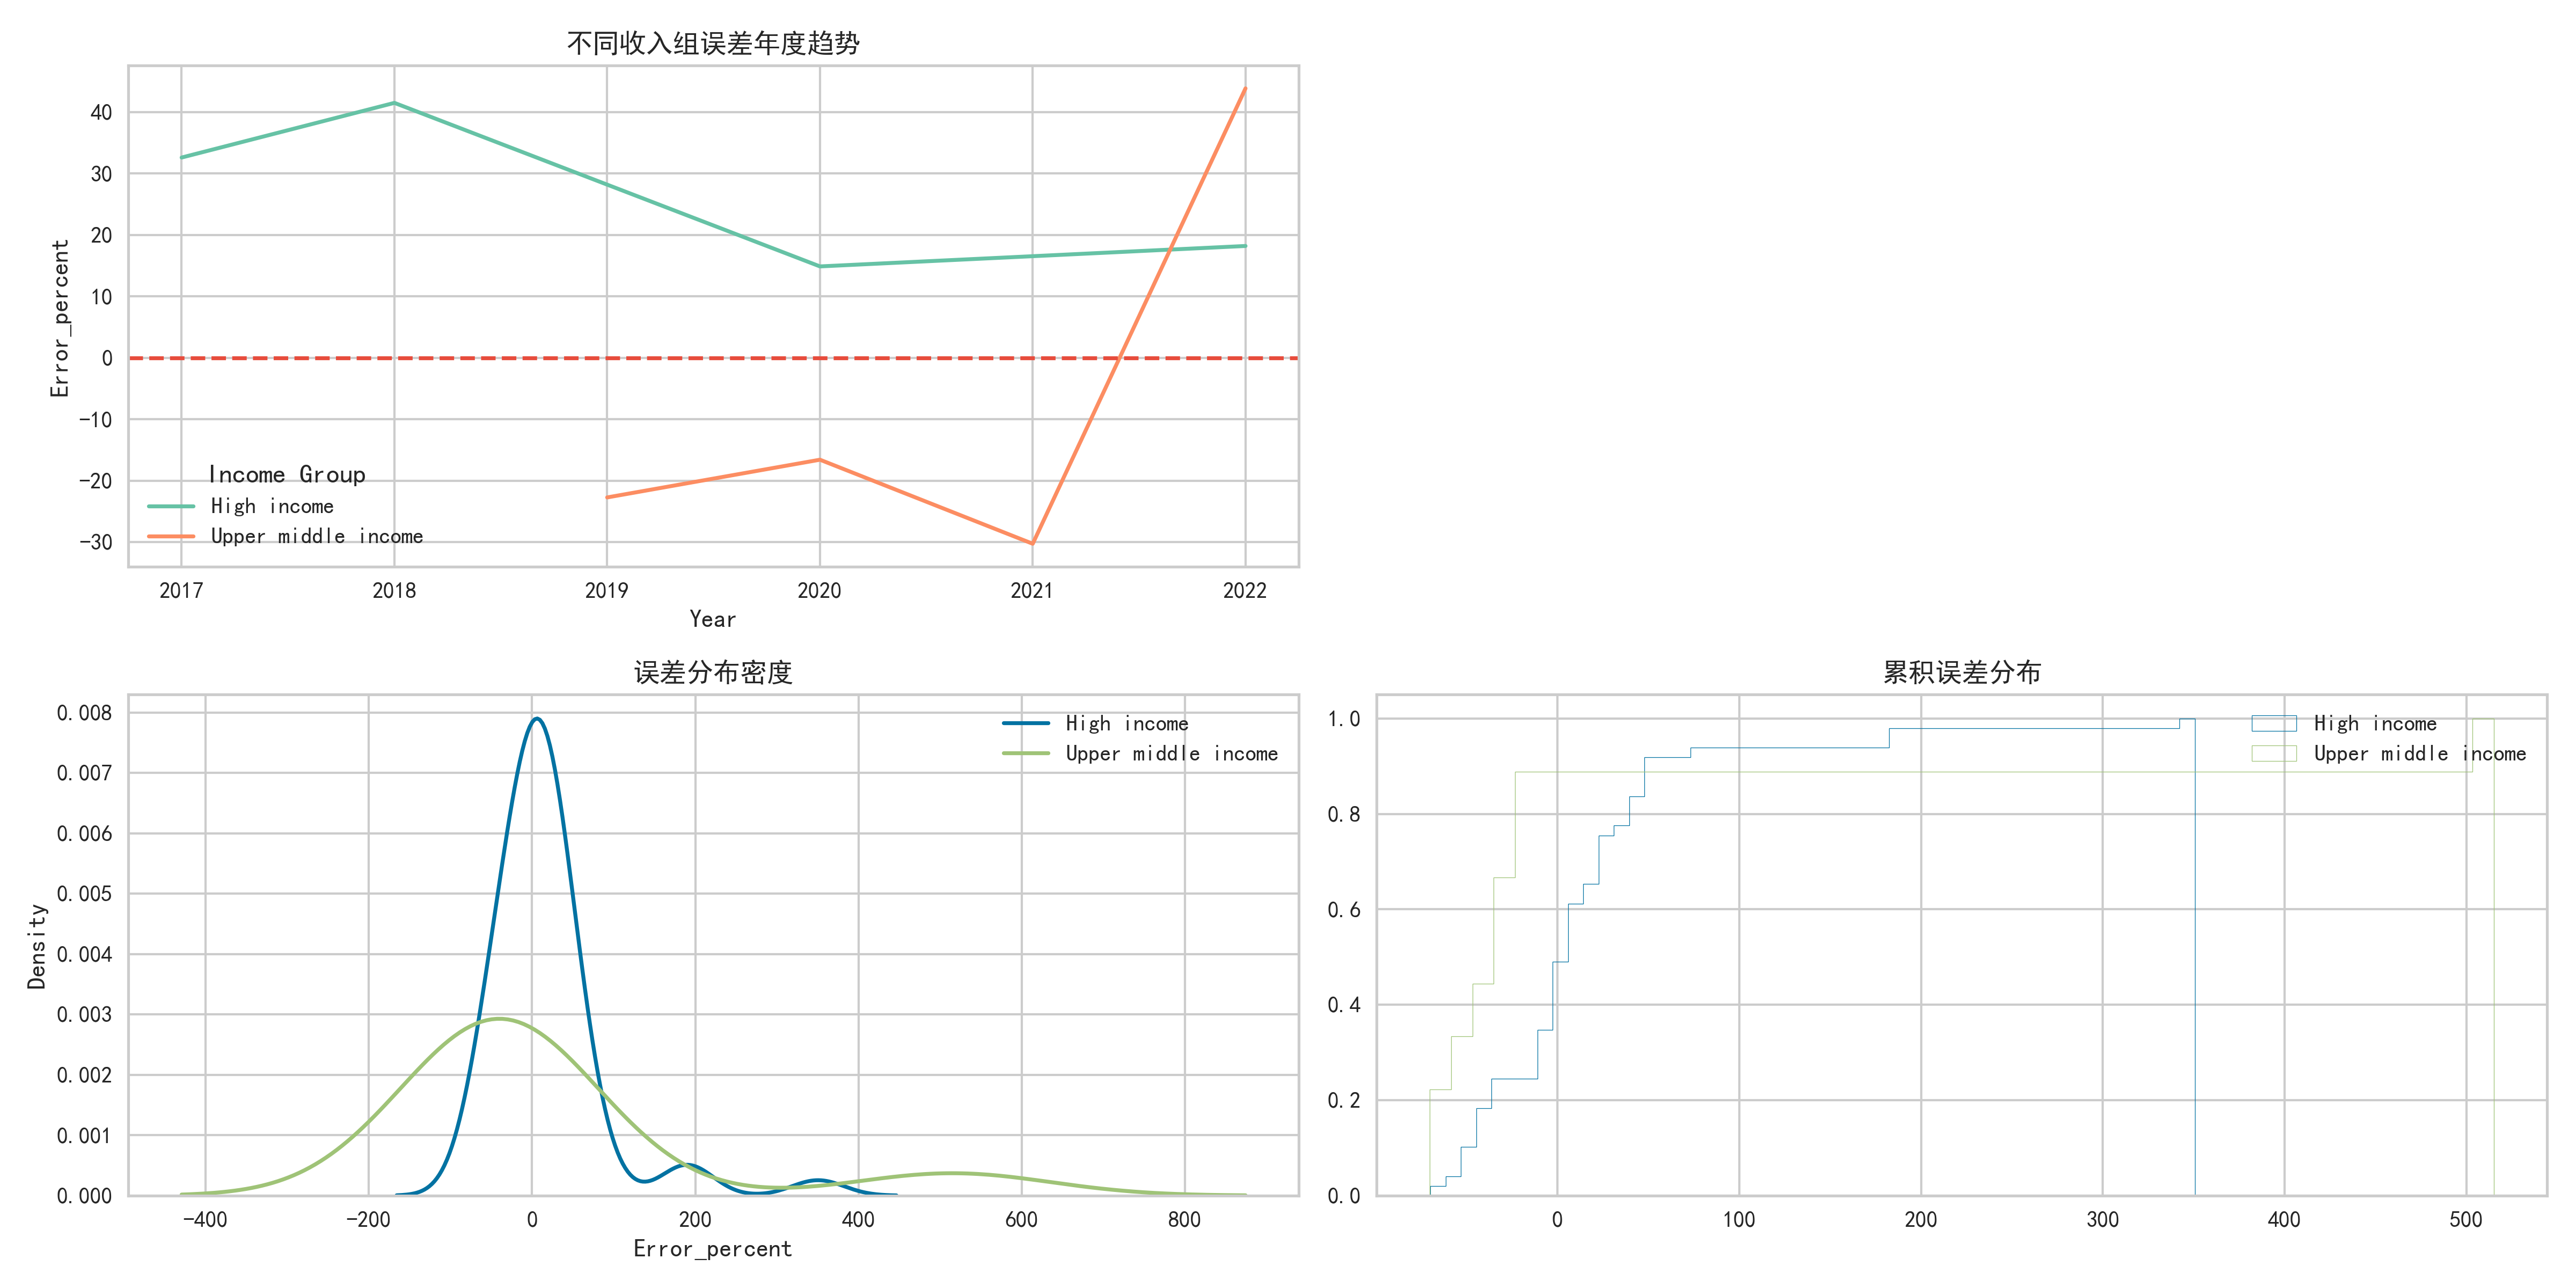 不同收入组误差年度趋势
Error_percent
40
30
20
10
0
−10
−20
−30
Income Group
High income
Upper middle income
2017 2018 2019 2020 2021 2022
Year
误差分布密度
Density
0.008
0.007
0.006
0.005
0.004
0.003
0.002
0.001
0.000
High income
Upper middle income
−400 −200 0 200 400 600 800
Error_percent
累积误差分布
1.0
0.8
0.6
0.4
0.2
0.0
High income
Upper middle income
0 100 200 300 400 500